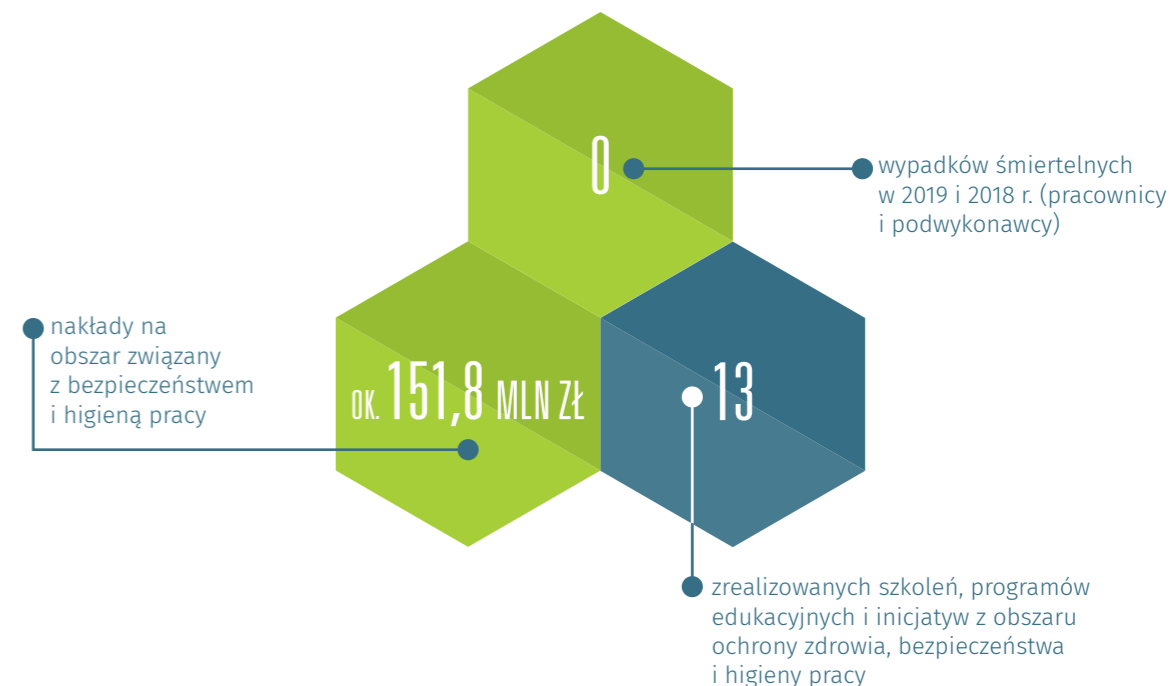 0
wypadków śmiertelnych
w 2019 i 2018 r. (pracownicy
i podwykonawcy)
nakłady na
obszar związany
z bezpieczeństwem
i higieną pracy
OK. 151,8 MLN ZŁ
13
zrealizowanych szkoleń, programów
edukacyjnych i inicjatyw z obszaru
ochrony zdrowia, bezpieczeństwa
i higieny pracy